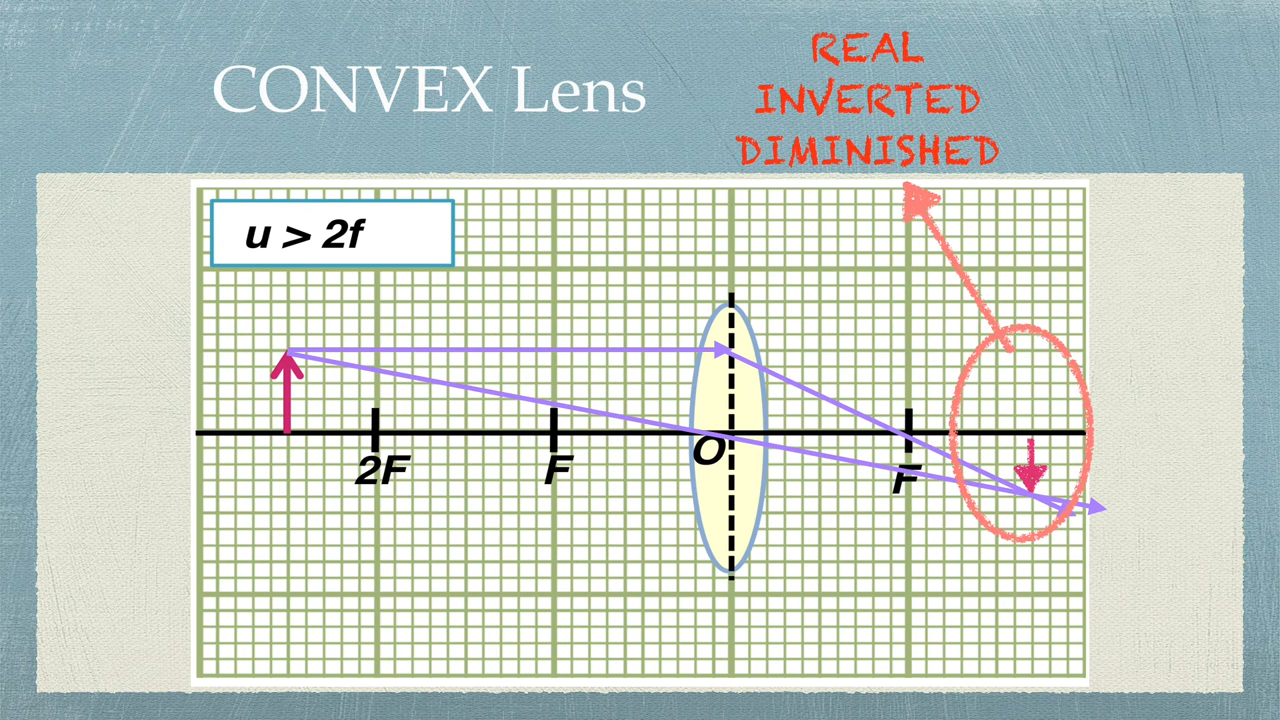 CONVEX Lens
REAL
INVERTED
DIMINISHED
u > 2f
2F
F
O
F